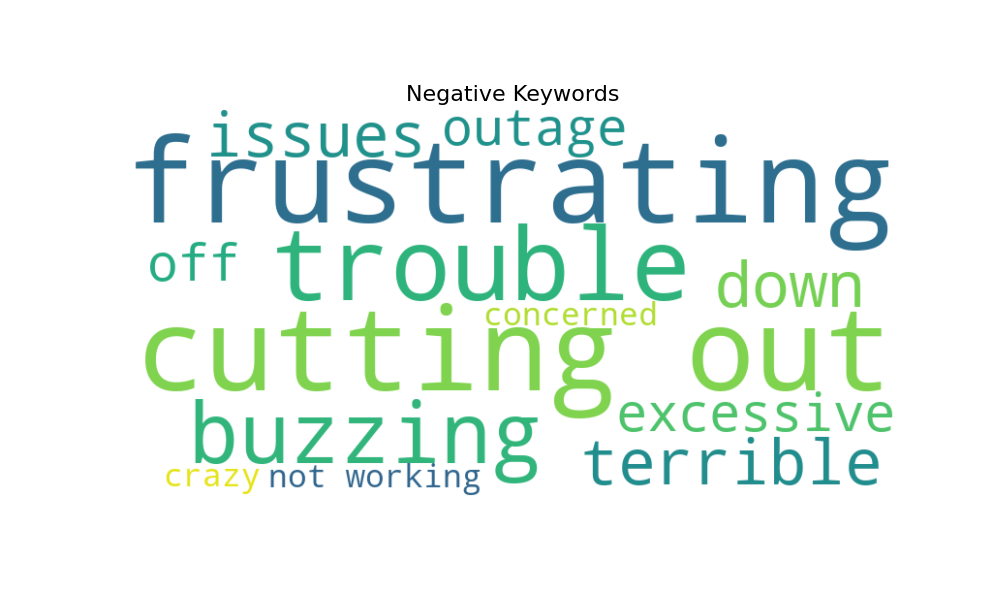 Negative Keywords
issues outage
frustrating
off trouble down
concerned
cutting out
buzzing excessive
terrible
crazy not working